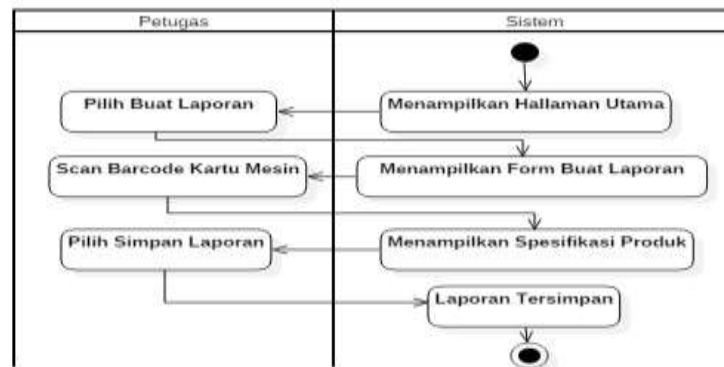 Petugas
Sistem
Menampilkan Hallaman Utama
Pilih Buat Laporan
Menampilkan Form Buat Laporan
Scan Barcode Kartu Mesin
Menampilkan Spesifikasi Produk
Pilih Simpan Laporan
Laporan Tersimpan